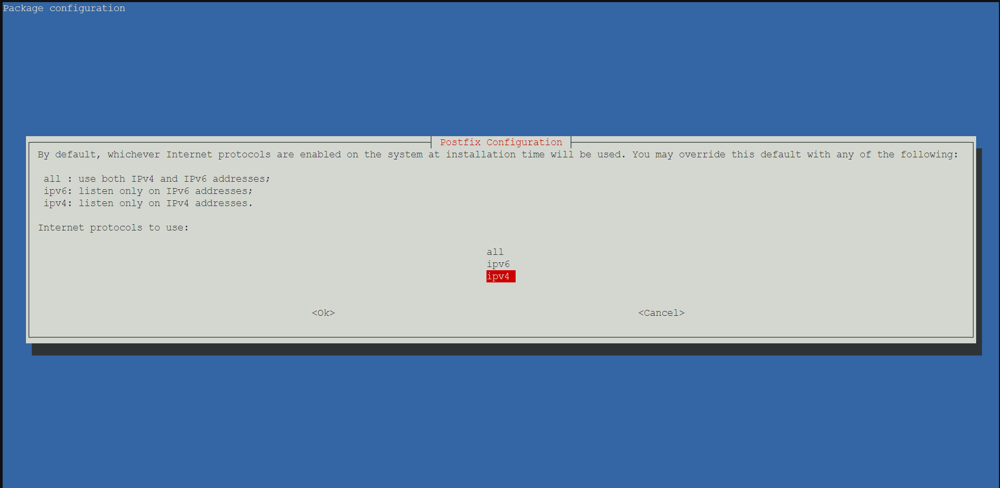 Package configuration
Postfix Configuration
By default, whichever Internet protocols are enabled on the system at installation time will be used. You may override this default with any of the following:
all : use both IPv4 and IPv6 addresses;
ipv6: listen only on IPv6 addresses;
ipv4: listen only on IPv4 addresses.
Internet protocols to use:
all
ipv6
ipv4
<Ok> <Cancel>